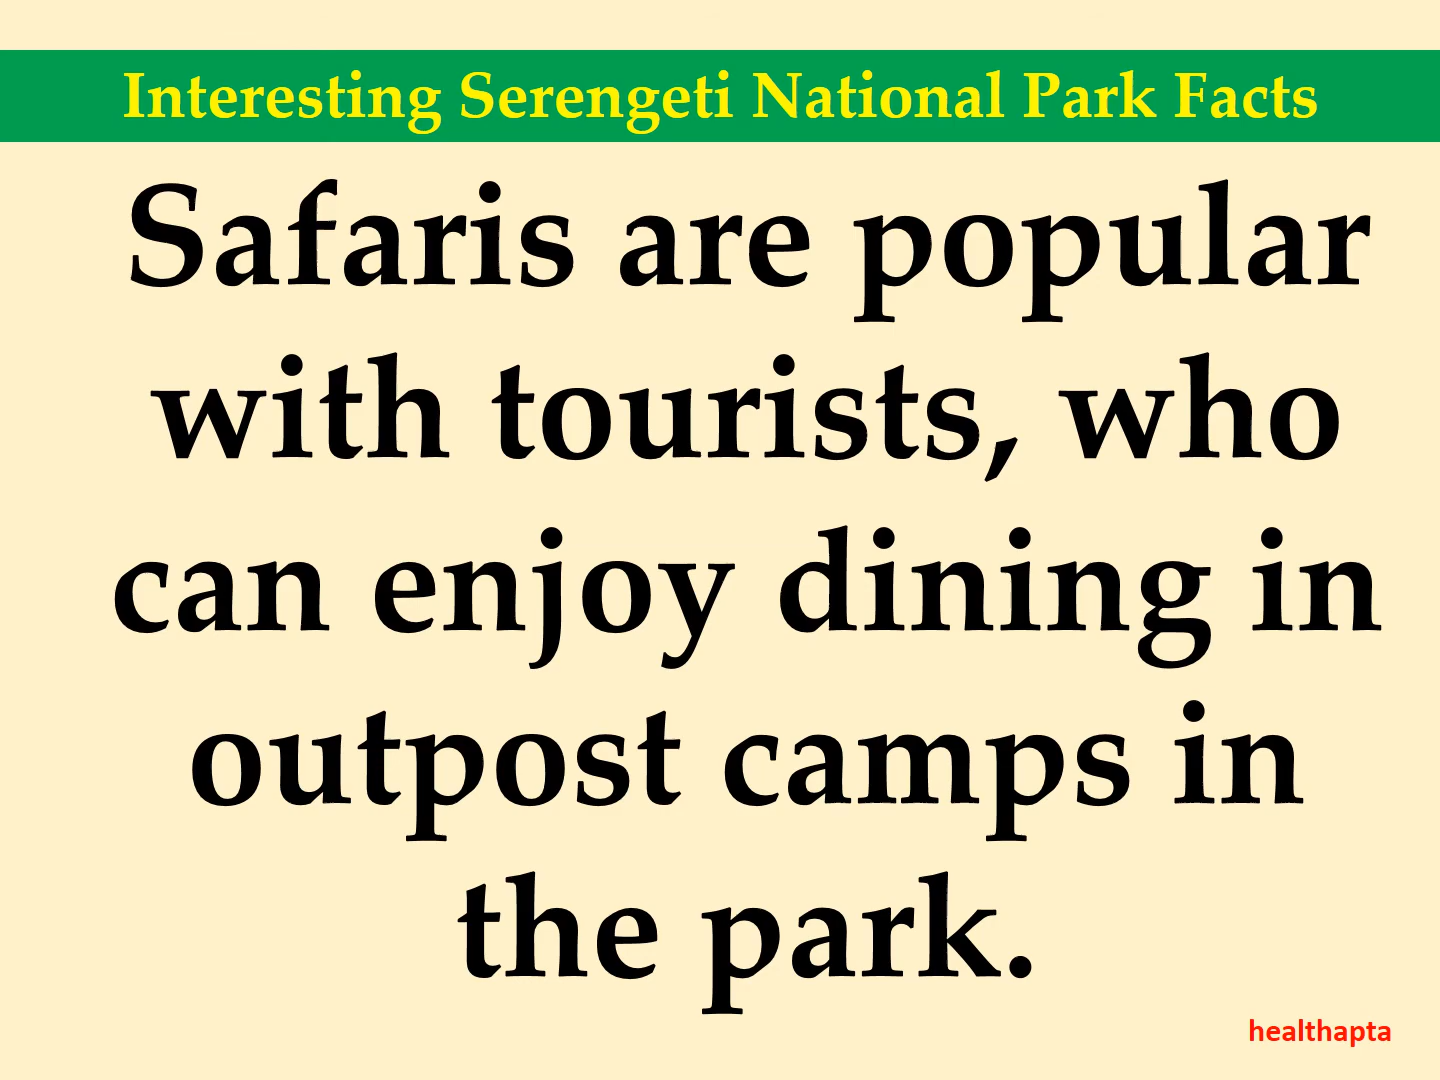 Interesting Serengeti National Park Facts
Safaris are popular
with tourists, who
can enjoy dining in
outpost camps in
the park.
healthapta